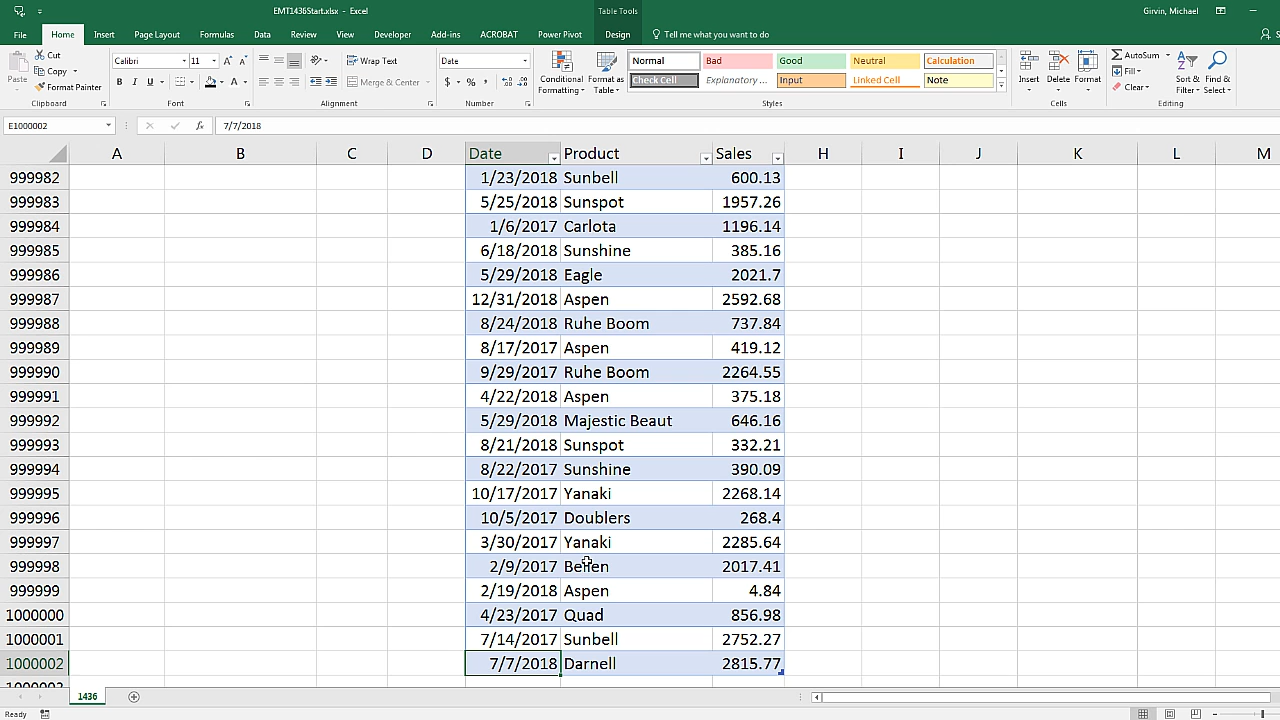 EMT1436Start.xlsx - Excel
Table Tools
Girvin, Michael
File Home Insert Page Layout Formulas Data Review View Developer Add-ins ACROBAT Power Pivot Design Tell me what you want to do
Cut
Copy
Format Painter
Paste
Clipboard
Calibri 11
B I U
Font
Wrap Text
Merge & Center
Alignment
Date
$ % ,
Number
Conditional Formatting
Format as Table
Normal Bad Good Neutral Calculation
Check Cell Explanatory ... Input Linked Cell Note
Styles
Insert Delete Format
Cells
AutoSum
Fill
Clear
Sort & Filter
Find & Select
Editing
E1000002 fx 7/7/2018
A B C D Date Product Sales H I J K L M
999982 1/23/2018 Sunbell 600.13
999983 5/25/2018 Sunspot 1957.26
999984 1/6/2017 Carlota 1196.14
999985 6/18/2018 Sunshine 385.16
999986 5/29/2018 Eagle 2021.7
999987 12/31/2018 Aspen 2592.68
999988 8/24/2018 Ruhe Boom 737.84
999989 8/17/2017 Aspen 419.12
999990 9/29/2017 Ruhe Boom 2264.55
999991 4/22/2018 Aspen 375.18
999992 5/29/2018 Majestic Beaut 646.16
999993 8/21/2018 Sunspot 332.21
999994 8/22/2017 Sunshine 390.09
999995 10/17/2017 Yanaki 2268.14
999996 10/5/2017 Doublers 268.4
999997 3/30/2017 Yanaki 2285.64
999998 2/9/2017 2017.41
999999 2/19/2018 Aspen 4.84
1000000 4/23/2017 Quad 856.98
1000001 7/14/2017 Sunbell 2752.27
1000002 7/7/2018 Darnell 2815.77
1436
Ready